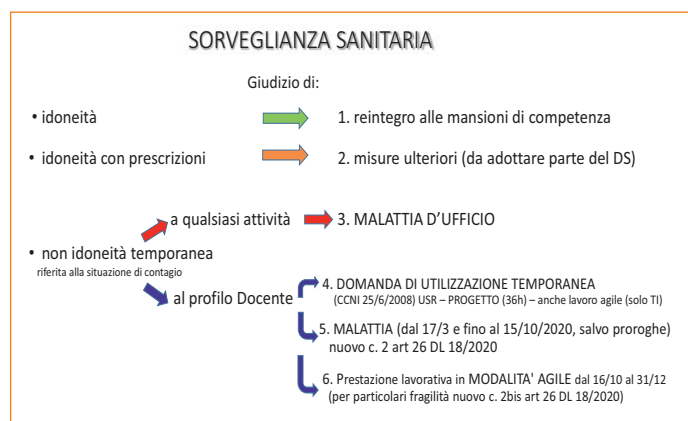 SORVEGLIANZA SANITARIA
Giudizio di:
• idoneità
1. reintegro alle mansioni di competenza
• idoneità con prescrizioni
2. misure ulteriori (da adottare parte del DS)
a qualsiasi attività
3. MALATTIA D’UFFICIO
• non idoneità temporanea
riferita alla situazione di contagio
al profilo Docente
4. DOMANDA DI UTILIZZAZIONE TEMPORANEA
(CCNI 25/6/2008) USR – PROGETTO (36h) – anche lavoro agile (solo TI)
5. MALATTIA (dal 17/3 e fino al 15/10/2020, salvo proroghe)
nuovo c. 2 art 26 DL 18/2020
6. Prestazione lavorativa in MODALITA' AGILE dal 16/10 al 31/12
(per particolari fragilità nuovo c. 2bis art 26 DL 18/2020)